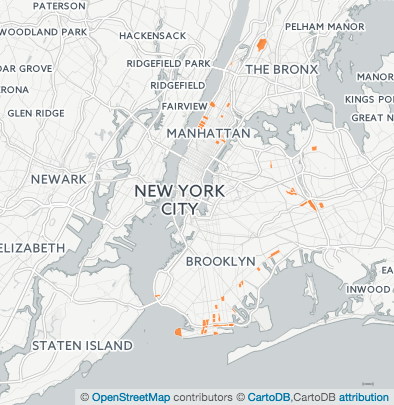 PATERSON
PELHAM MANOR
WOODLAND PARK
HACKENSACK
RIDGEFIELD PARK
THE BRONX
DAR GROVE
MANOR
RIDGEFIELD
RONA
KINGS PO
FAIRVIEW
GLEN RIDGE
GREAT N
MANHATTAN
NEWARK
NEW YORK
CITY
ELIZABETH
BROOKLYN
EA
INWOOD
A
STATEN ISLAND
© OpenStreetMap contributors © CartoDB,CartoDB attribution